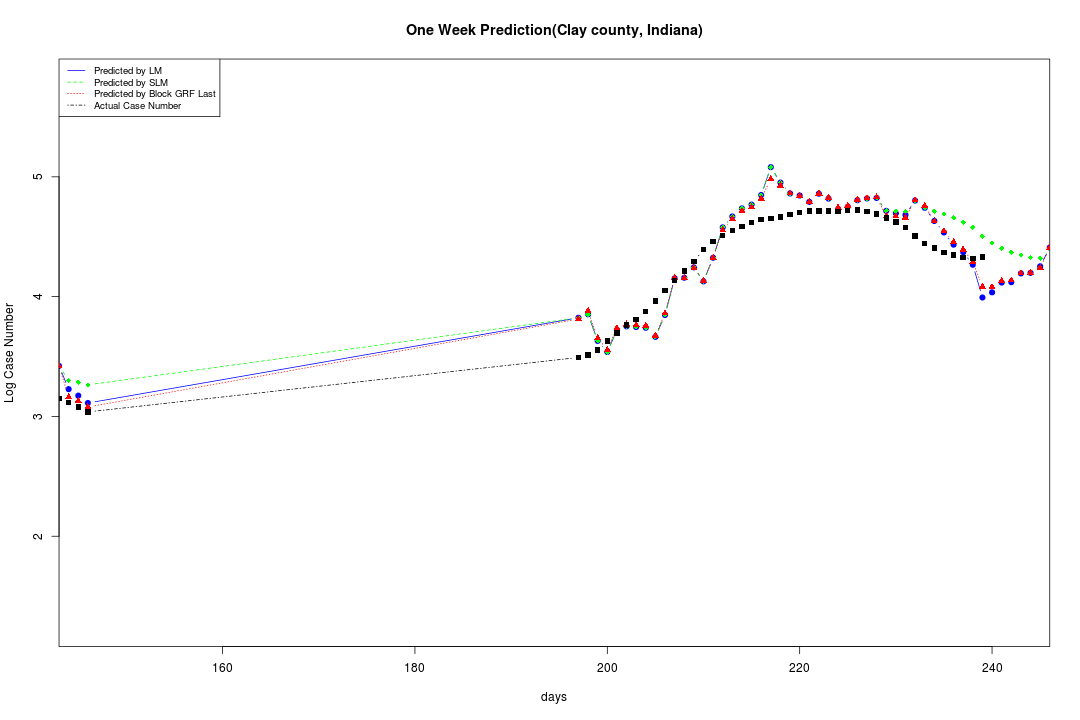 One Week Prediction(Clay county, Indiana)
Predicted by LM
Predicted by SLM
Predicted by Block GRF Last
Actual Case Number
Log Case Number
5
4
3
2
160 180 200 220 240
days